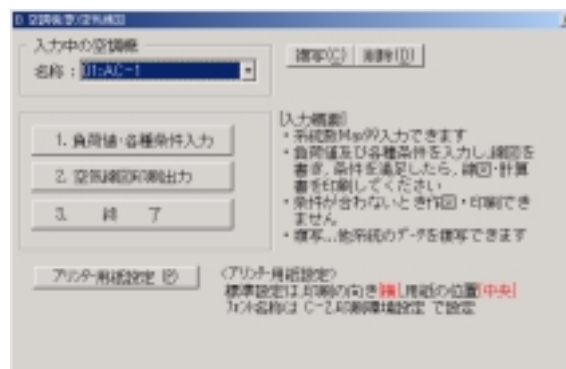 入力中の空調機
名称：01:AC-1
複写(C) 削除(D)
1. 負荷値・各種条件入力
2. 空気線図印刷出力
3. 終 了
[入力概要]
・系統数Max99入力できます
・負荷値及び各種条件を入力し、線図を
書き、条件を満足したら、線図・計算
書を印刷してください
・条件が合わないとき作図・印刷でき
ません
・複写...他系統のデータを複写できます
プリンター用紙設定 (P)
<プリンター用紙設定>
標準設定は、印刷の向き[横]、用紙の位置[中央]
フォント名称は C-2.印刷環境設定 で設定